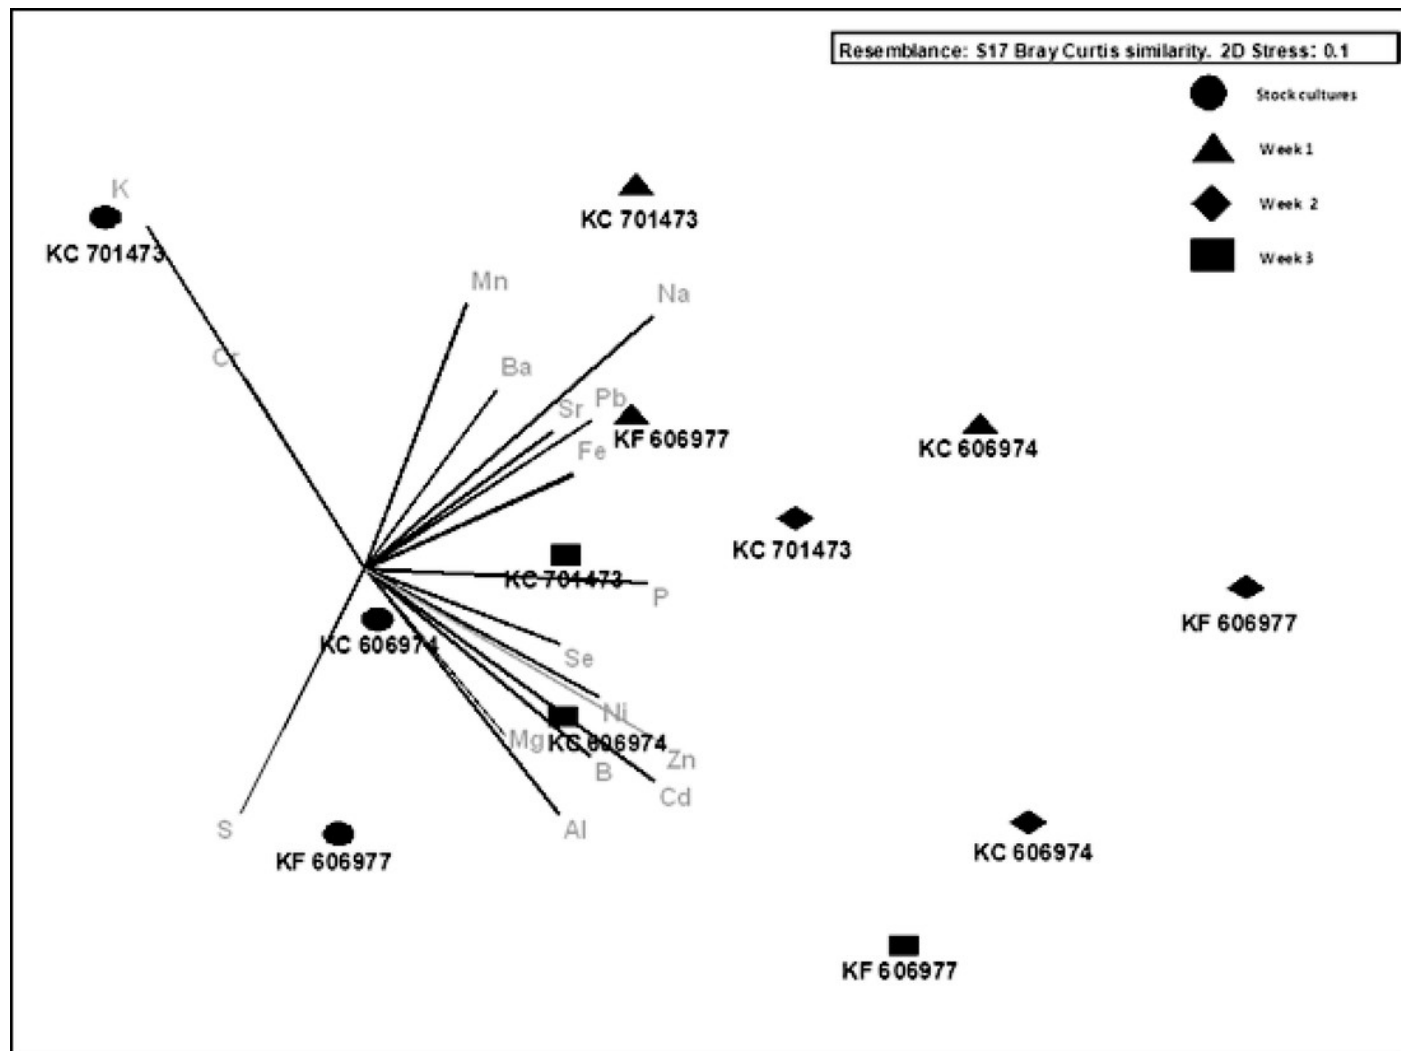 Resemblance: S17 Bray Curtis similarity. 2D Stress: 0.1
Stock cultures
Week 1
Week 2
Week 3
K
KC 701473
KC 701473
Mn
Na
Cr
Ba
Sr
Pb
KF 606977
Fe
KC 606974
KC 701473
KC 701473
P
KF 606977
KC 606974
Se
Ni
Mg
KC 606974
Zn
B
Cd
S
Al
KF 606977
KC 606974
KF 606977